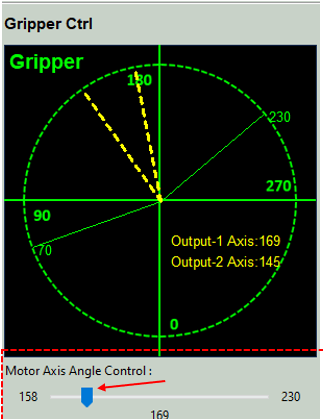 Gripper Ctrl
Gripper
180
230
270
90
70
Output-1 Axis:169
Output-2 Axis:145
0
Motor Axis Angle Control :
158
230
169